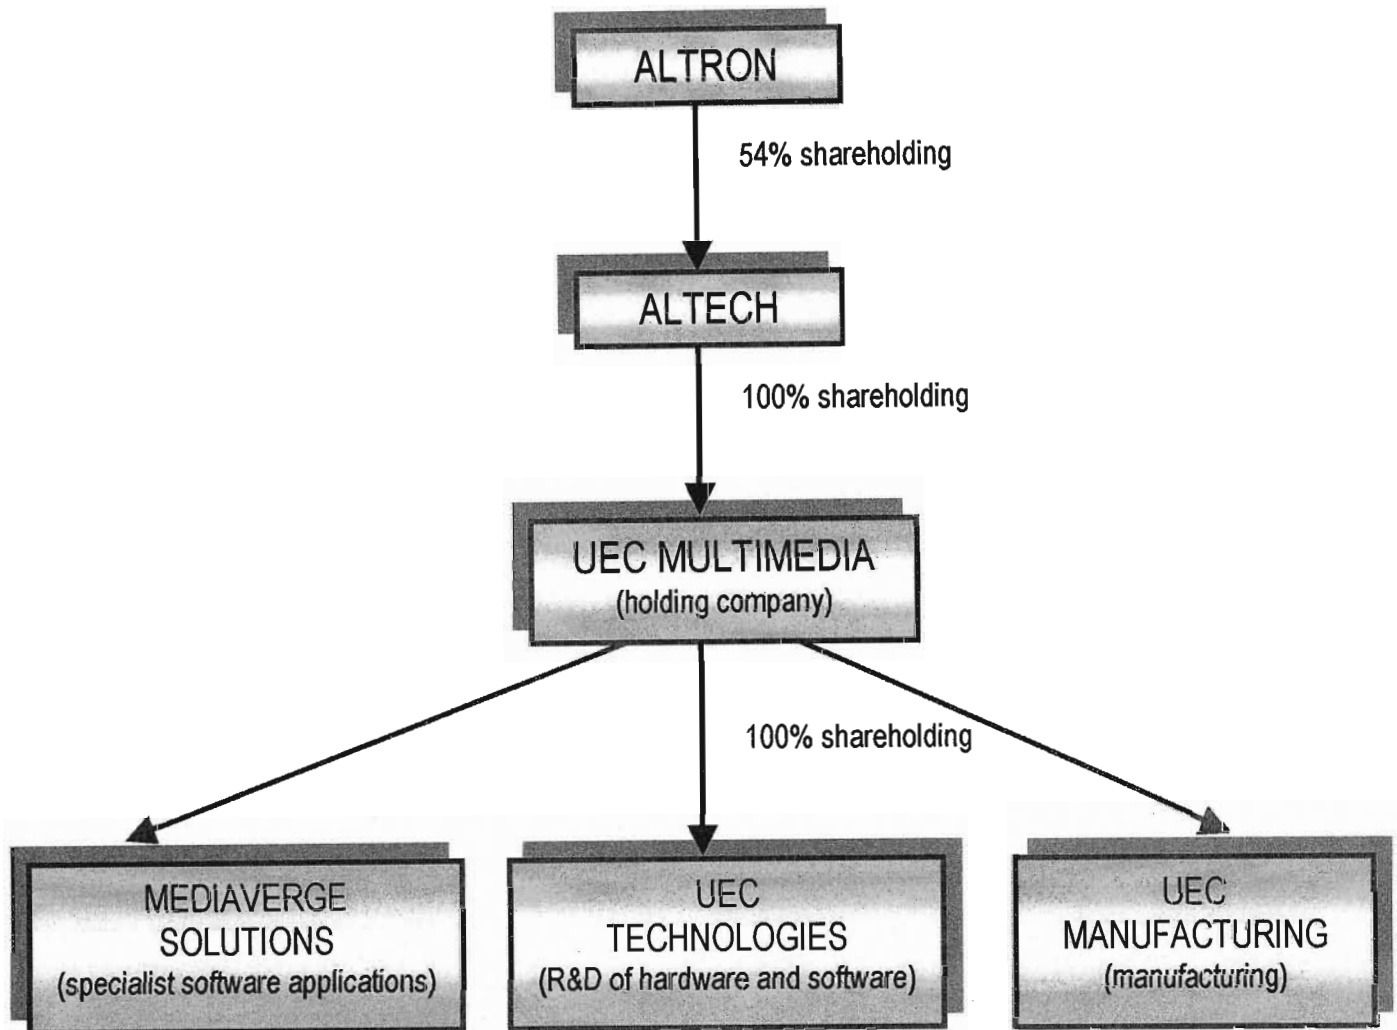 ALTRON
54% shareholding
ALTECH
100% shareholding
UEC MULTIMEDIA
(holding company)
100% shareholding
MEDIAVERGE
SOLUTIONS
(specialist software applications)
UEC
TECHNOLOGIES
(R&D of hardware and software)
UEC
MANUFACTURING
(manufacturing)